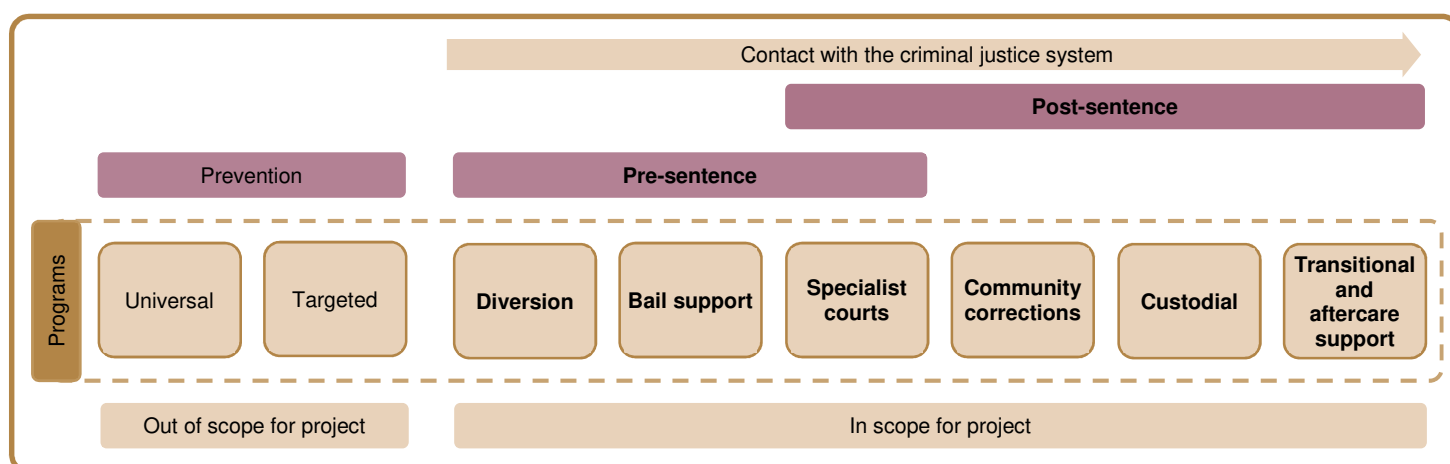 Contact with the criminal justice system
Post-sentence
Prevention
Pre-sentence
Programs
Universal
Targeted
Diversion
Bail support
Specialist
courts
Community
corrections
Custodial
Transitional
and
aftercare
support
Out of scope for project
In scope for project